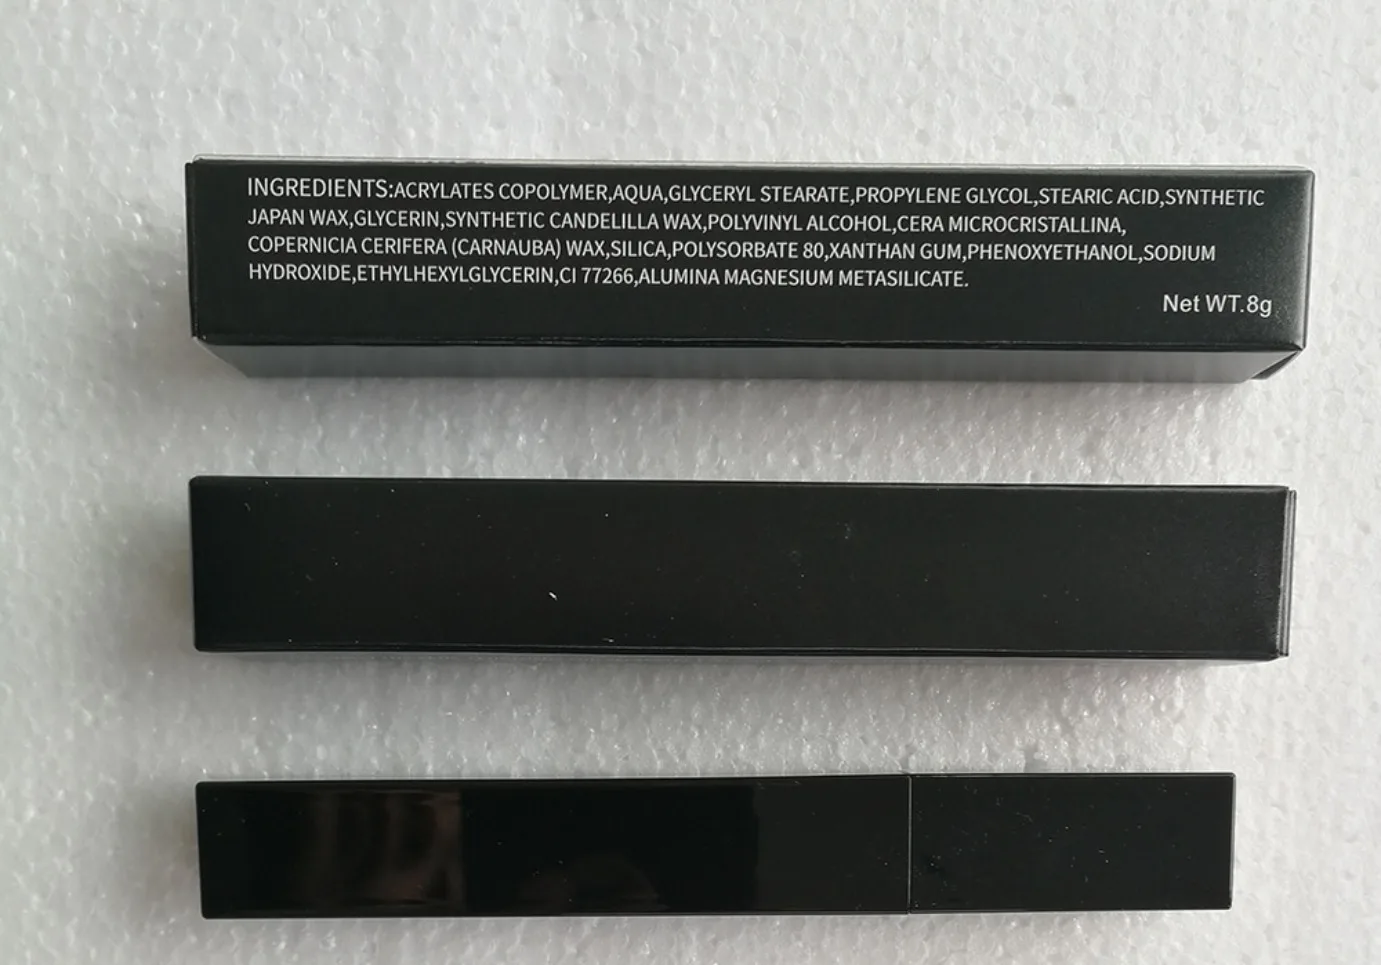 INGREDIENTS:ACRYLATES COPOLYMER,AQUA,GLYCERYL STEARATE,PROPYLENE GLYCOL,STEARIC ACID,SYNTHETIC
JAPAN WAX,GLYCERIN,SYNTHETIC CANDELILLA WAX,POLYVINYL ALCOHOL,CERA MICROCRISTALLINA,
COPERNICIA CERIFERA (CARNAUBA) WAX,SILICA,POLYSORBATE 80,XANTHAN GUM,PHENOXYETHANOL,SODIUM
HYDROXIDE,ETHYLHEXYLGLYCERIN,CI 77266,ALUMINA MAGNESIUM METASILICATE.
Net WT.8g